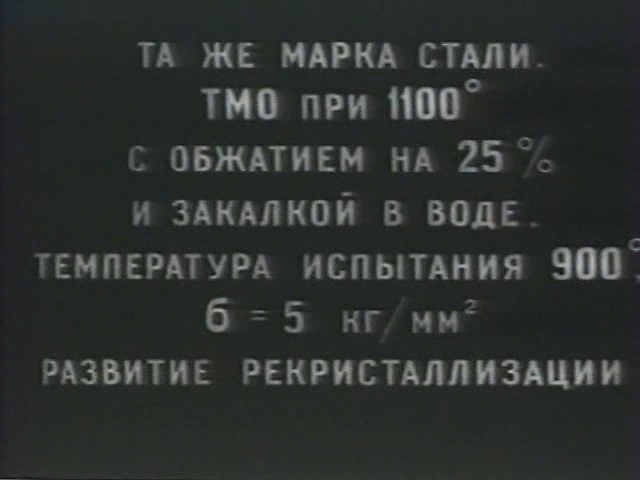 ТА ЖЕ МАРКА СТАЛИ.
ТМО ПРИ 1100°
С ОБЖАТИЕМ НА 25%
И ЗАКАЛКОЙ В ВОДЕ.
ТЕМПЕРАТУРА ИСПЫТАНИЯ 900°,
б = 5 кг/мм²
РАЗВИТИЕ РЕКРИСТАЛЛИЗАЦИИ